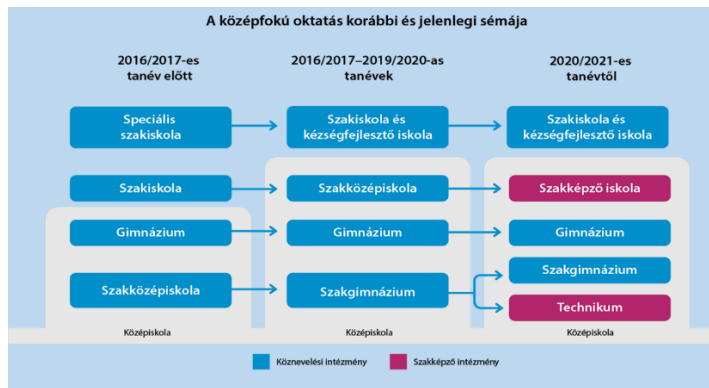 A középfokú oktatás korábbi és jelenlegi sémája
2016/2017-es
tanév előtt
2016/2017–2019/2020-as
tanévek
2020/2021-es
tanévtől
Speciális
szakiskola
Szakiskola és
kézségfejlesztő iskola
Szakiskola és
kézségfejlesztő iskola
Szakiskola
Szakközépiskola
Szakképző iskola
Gimnázium
Gimnázium
Gimnázium
Szakközépiskola
Szakgimnázium
Szakgimnázium
Technikum
Középiskola
Középiskola
Középiskola
Köznevelési intézmény
Szakképző intézmény